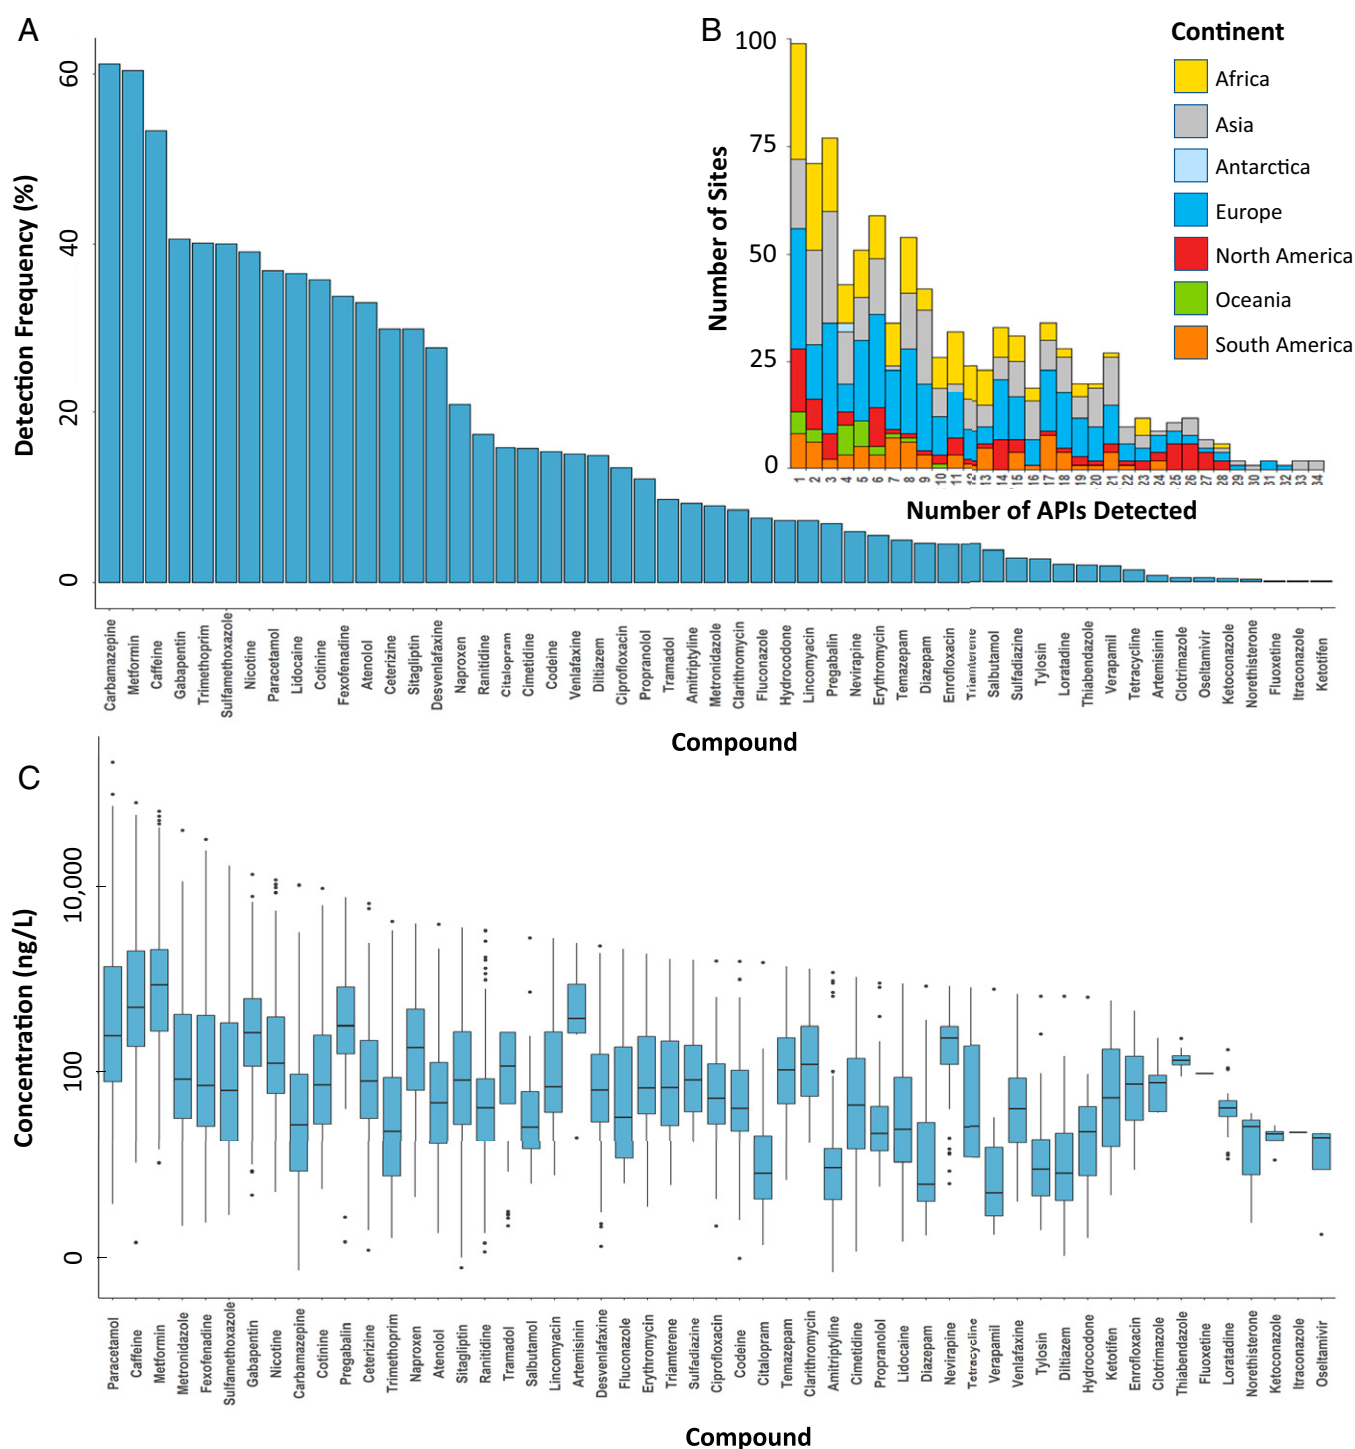 A
Detection Frequency (%)
60
40
20
0
Carbamazepine
Metformin
Caffeine
Gabapentin
Trimethoprim
Sulfamethoxazole
Nicotine
Paracetamol
Lidocaine
Cotinine
Fexofenadine
Atenolol
Ceterizine
Sitagliptin
Desvenlafaxine
Naproxen
Ranitidine
Citalopram
Cimetidine
Codeine
Venlafaxine
Diltiazem
Ciprofloxacin
Propranolol
Tramadol
Amitriptyline
Metronidazole
Clarithromycin
Fluconazole
Hydrocodone
Lincomyacin
Pregabalin
Nevirapine
Erythromycin
Temazepam
Diazepam
Enrofloxacin
Triamterene
Salbutamol
Sulfadiazine
Tylosin
Loratadine
Thiabendazole
Verapamil
Tetracycline
Artemisinin
Clotrimazole
Oseltamivir
Ketoconazole
Norethisterone
Fluoxetine
Itraconazole
Ketotifen
Compound
B
Number of Sites
100
75
50
25
0
1
2
3
4
5
6
7
8
9
10
11
12
13
14
15
16
17
18
19
20
21
22
23
24
25
26
27
28
29
30
31
32
33
34
Number of APIs Detected
Continent
Africa
Asia
Antarctica
Europe
North America
Oceania
South America
C
Concentration (ng/L)
10,000
100
0
Paracetamol
Caffeine
Metformin
Metronidazole
Fexofenadine
Sulfamethoxazole
Gabapentin
Nicotine
Carbamazepine
Cotinine
Pregabalin
Ceterizine
Trimethoprim
Naproxen
Atenolol
Sitagliptin
Ranitidine
Tramadol
Salbutamol
Lincomyacin
Artemisinin
Desvenlafaxine
Fluconazole
Erythromycin
Triamterene
Sulfadiazine
Ciprofloxacin
Codeine
Citalopram
Temazepam
Clarithromycin
Amitriptyline
Cimetidine
Propranolol
Lidocaine
Diazepam
Nevirapine
Tetracycline
Verapamil
Venlafaxine
Tylosin
Diltiazem
Hydrocodone
Ketotifen
Enrofloxacin
Clotrimazole
Thiabendazole
Fluoxetine
Loratadine
Norethisterone
Ketoconazole
Itraconazole
Oseltamivir
Compound